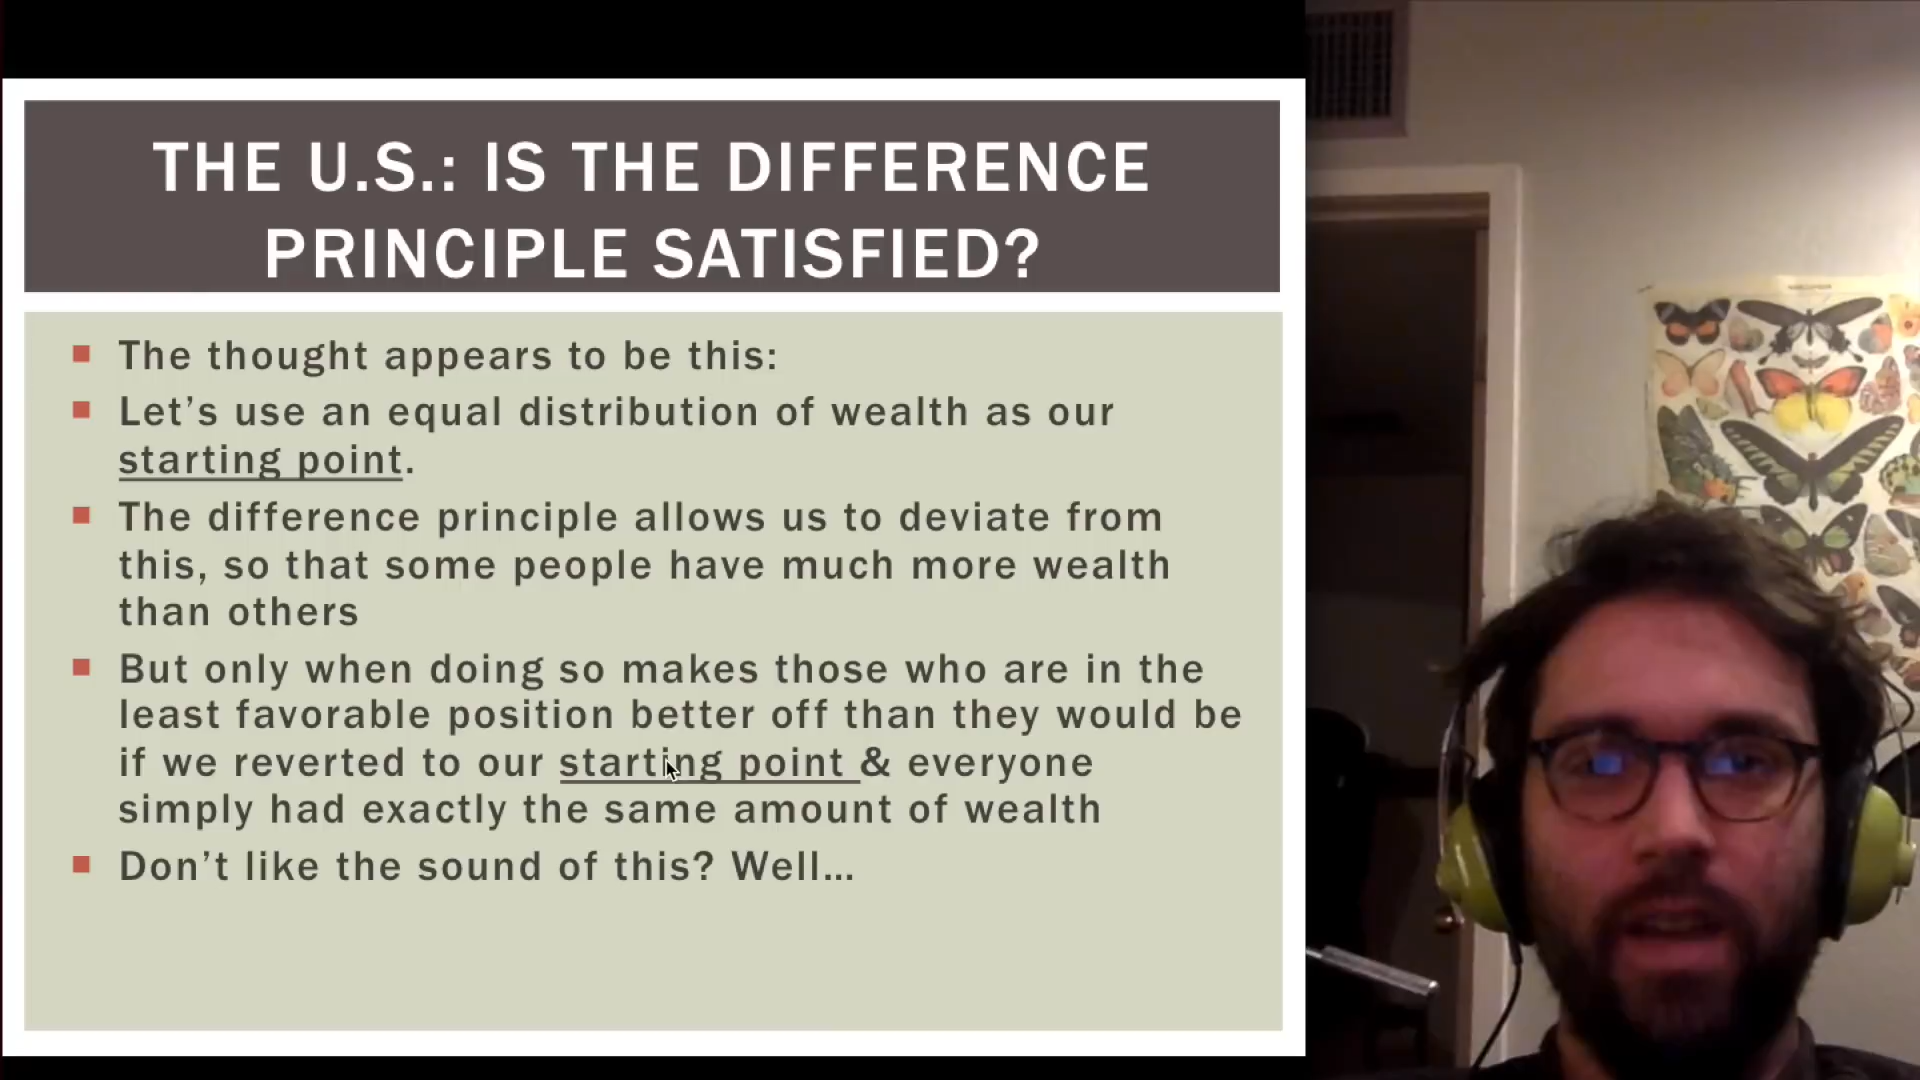 THE U.S.: IS THE DIFFERENCE
PRINCIPLE SATISFIED?
The thought appears to be this:
Let’s use an equal distribution of wealth as our
starting point.
The difference principle allows us to deviate from
this, so that some people have much more wealth
than others
But only when doing so makes those who are in the
least favorable position better off than they would be
if we reverted to our starting point & everyone
simply had exactly the same amount of wealth
Don’t like the sound of this? Well…